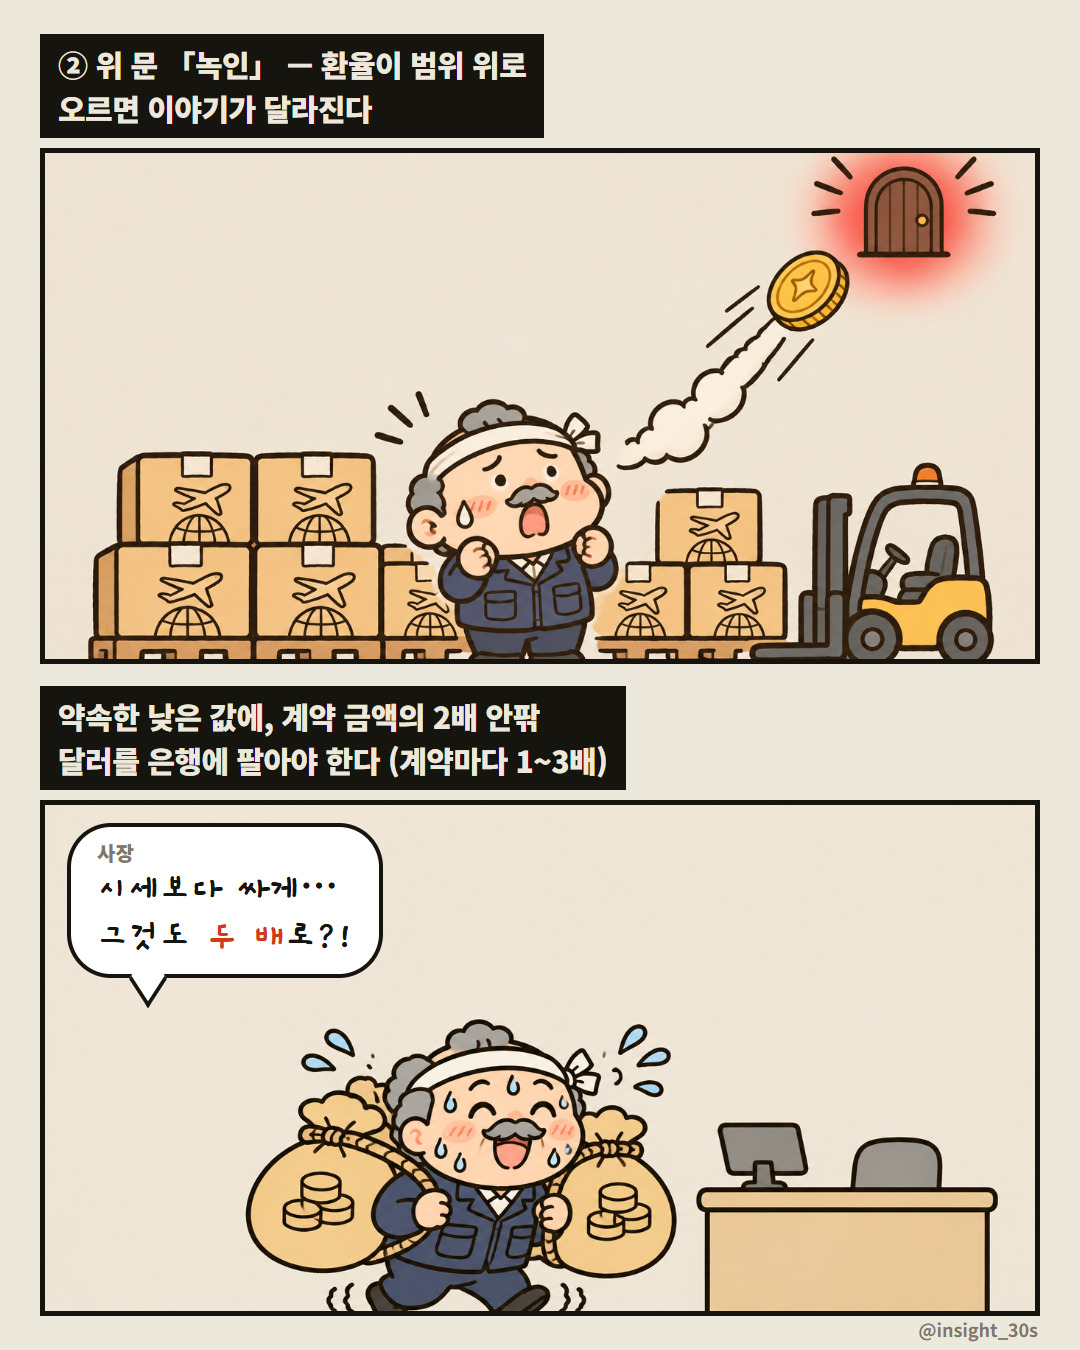 ② 위 문 「녹인」 — 환율이 범위 위로
오르면 이야기가 달라진다
약속한 낮은 값에, 계약 금액의 2배 안팎
달러를 은행에 팔아야 한다 (계약마다 1~3배)
사장
시세보다 싸게···
그것도 두 배로?!
@insight_30s